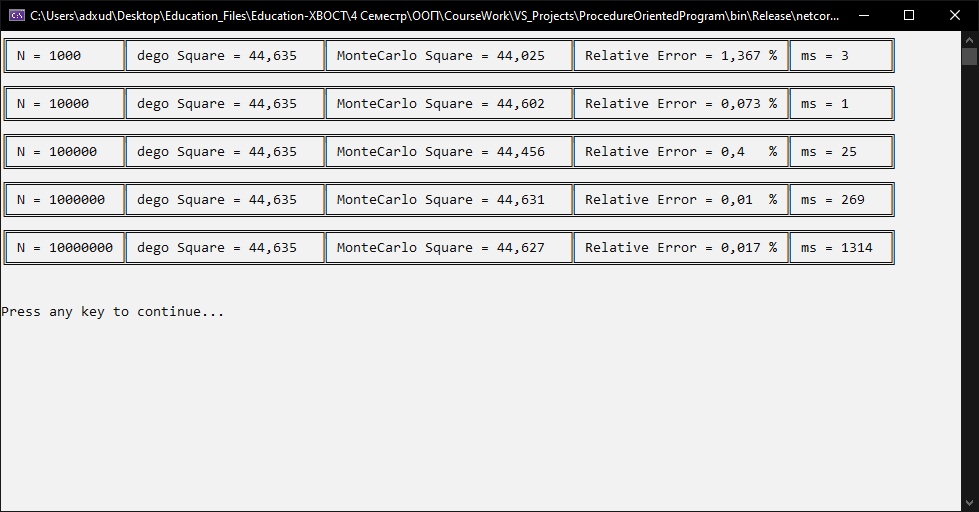 C:\Users\adxud\Desktop\Education_Files\Education-ХВОСТ\4 Семестр\ООП\CourseWork\VS_Projects\ProcedureOrientedProgram\bin\Release\netcor...
N = 1000 dego Square = 44,635 MonteCarlo Square = 44,025 Relative Error = 1,367 % ms = 3
N = 10000 dego Square = 44,635 MonteCarlo Square = 44,602 Relative Error = 0,073 % ms = 1
N = 100000 dego Square = 44,635 MonteCarlo Square = 44,456 Relative Error = 0,4 % ms = 25
N = 1000000 dego Square = 44,635 MonteCarlo Square = 44,631 Relative Error = 0,01 % ms = 269
N = 10000000 dego Square = 44,635 MonteCarlo Square = 44,627 Relative Error = 0,017 % ms = 1314
Press any key to continue...